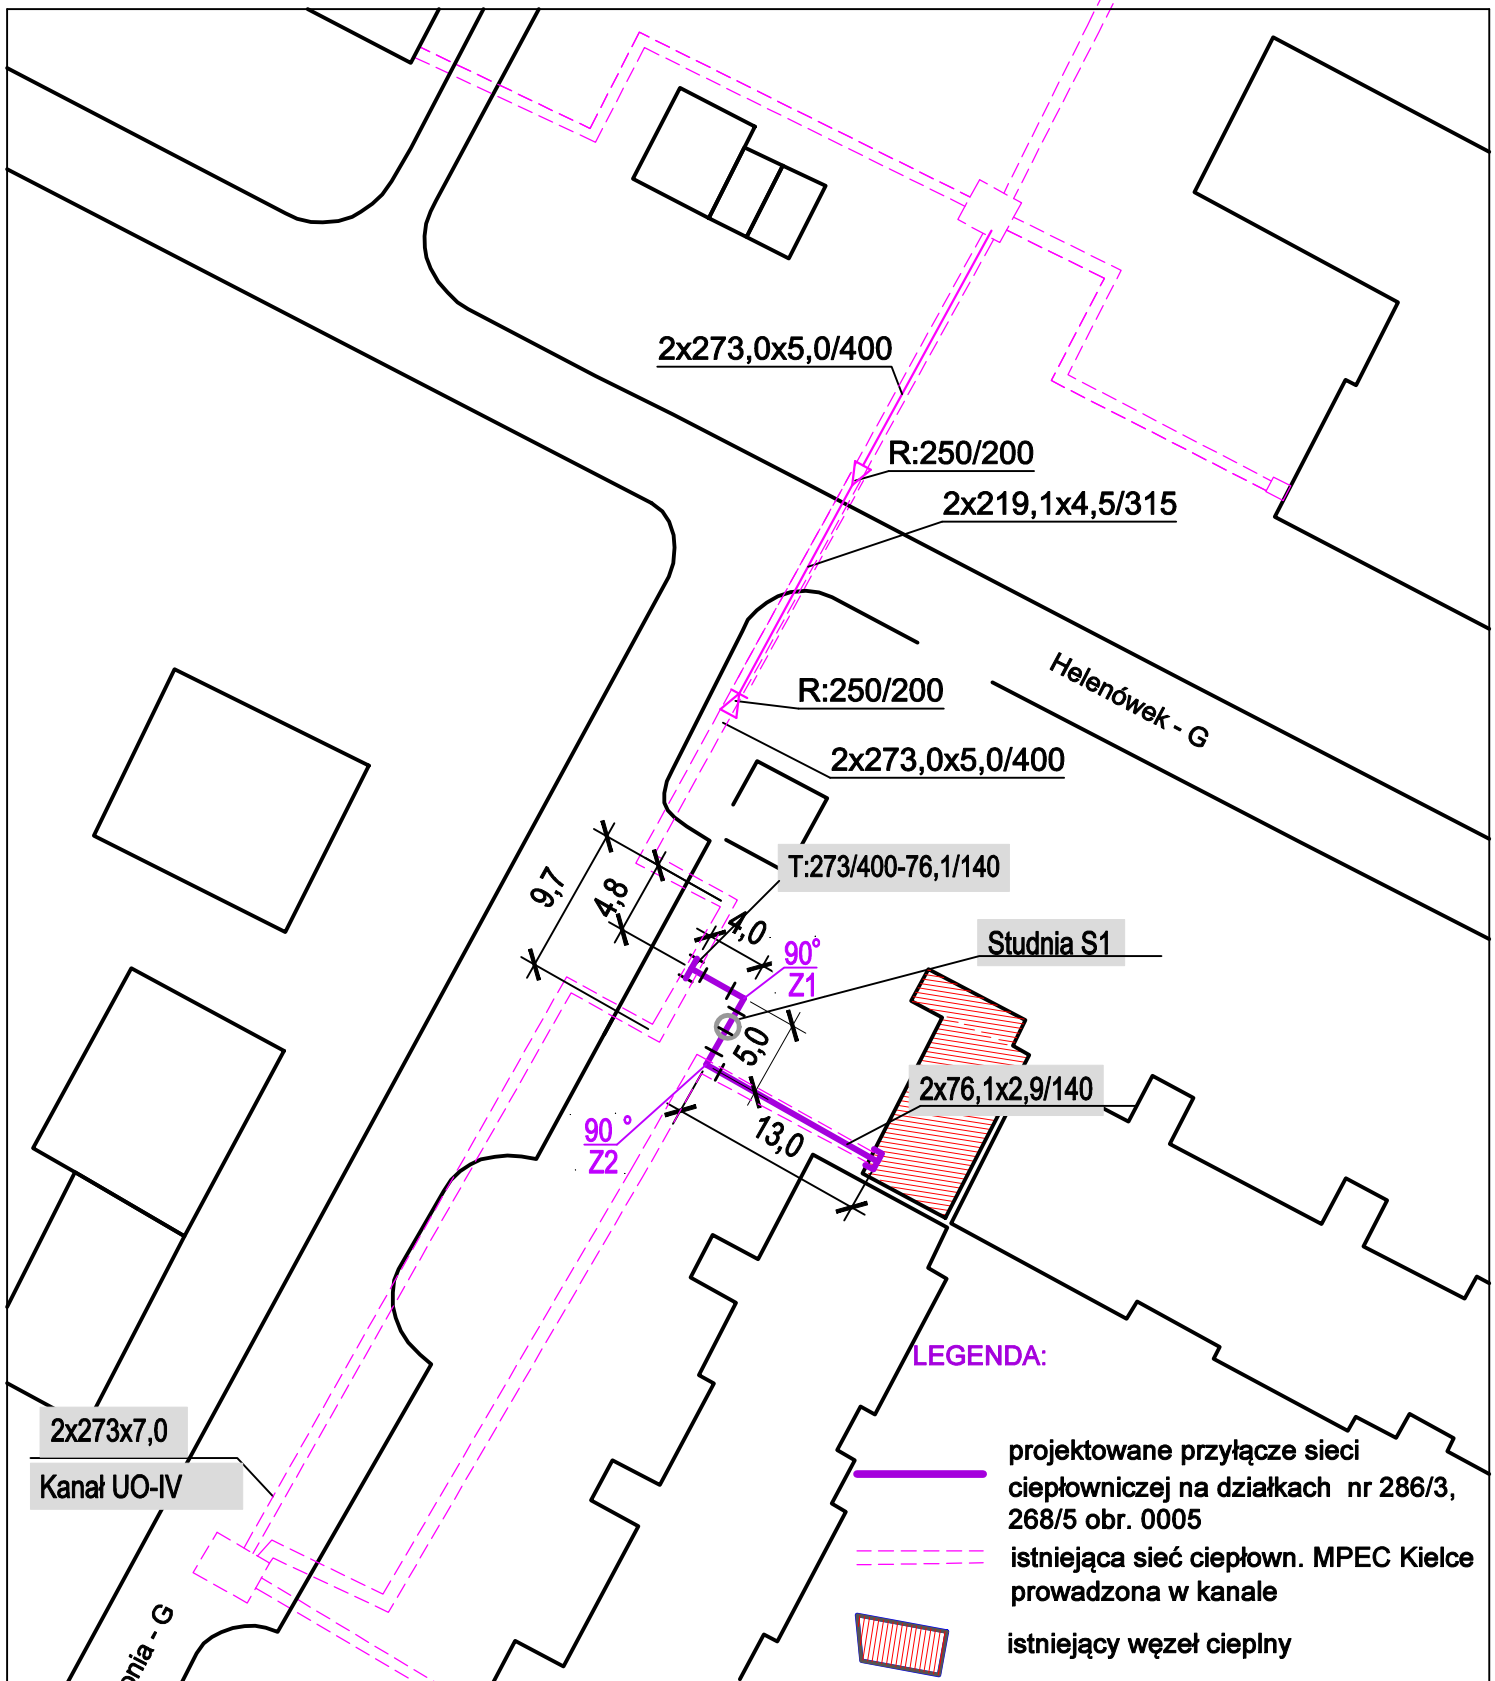 2x273,0x5,0/400
R:250/200
2x219,1x4,5/315
Helenówek - G
R:250/200
2x273,0x5,0/400
T:273/400-76,1/140
9,7
4,8
4,0
90°
Z1
Studnia S1
5,0
2x76,1x2,9/140
90 °
Z2
13,0
LEGENDA:
2x273x7,0
Kanał UO-IV
projektowane przyłącze sieci
ciepłowniczej na działkach nr 286/3,
268/5 obr. 0005
istniejąca sieć ciepłown. MPEC Kielce
prowadzona w kanale
istniejący węzeł cieplny
onia - G